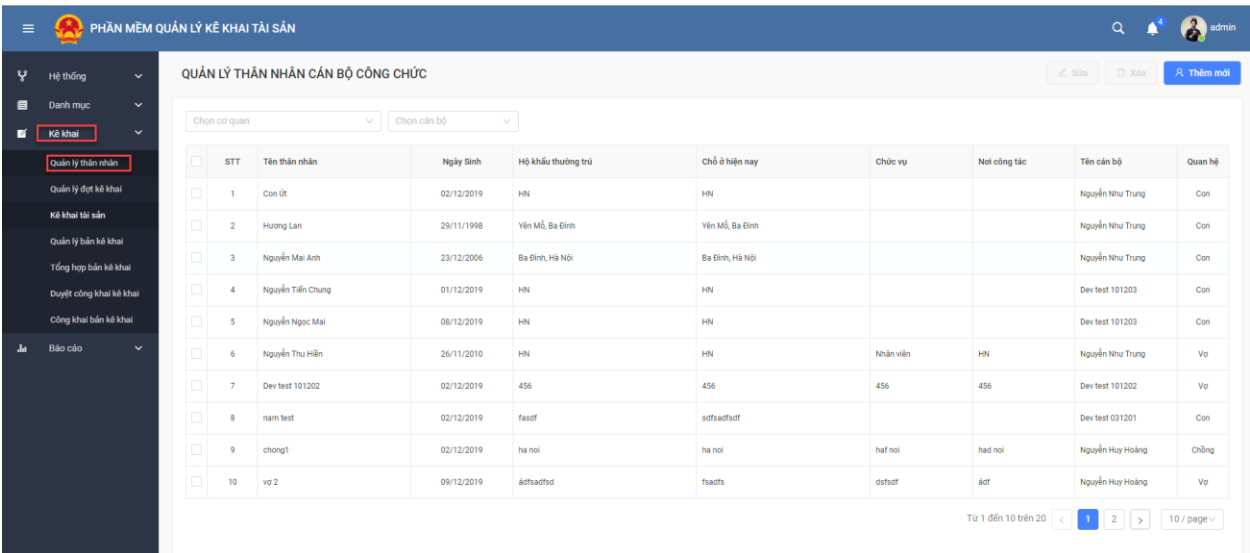 PHẦN MỀM QUẢN LÝ KÊ KHAI TÀI SẢN 4 admin
Hệ thống
Danh mục
Kê khai
Quản lý thân nhân
Quản lý đợt kê khai
Kê khai tài sản
Quản lý bản kê khai
Tổng hợp bản kê khai
Duyệt công khai kê khai
Công khai bản kê khai
Báo cáo
QUẢN LÝ THÂN NHÂN CÁN BỘ CÔNG CHỨC Sửa Xóa Thêm mới
Chọn cơ quan Chọn cán bộ
STT Tên thân nhân Ngày Sinh Hộ khẩu thường trú Chỗ ở hiện nay Chức vụ Nơi công tác Tên cán bộ Quan hệ
1 Con Út 02/12/2019 HN HN Nguyễn Như Trung Con
2 Hương Lan 29/11/1998 Yên Mỗ, Ba Đình Yên Mỗ, Ba Đình Nguyễn Như Trung Con
3 Nguyễn Mai Anh 23/12/2006 Ba Đình, Hà Nội Ba Đình, Hà Nội Nguyễn Như Trung Con
4 Nguyễn Tiến Chung 01/12/2019 HN HN Dev test 101203 Con
5 Nguyễn Ngọc Mai 08/12/2019 HN HN Dev test 101203 Con
6 Nguyễn Thu Hiền 26/11/2010 HN HN Nhân viên HN Nguyễn Như Trung Vợ
7 Dev test 101202 02/12/2019 456 456 456 456 Dev test 101202 Vợ
8 nam test 02/12/2019 fasdf sdfsadfsdf Dev test 031201 Con
9 chong1 02/12/2019 ha noi ha noi haf noi had noi Nguyễn Huy Hoàng Chồng
10 vợ 2 09/12/2019 ádfsadfsd fsadfs dsfsdf ádf Nguyễn Huy Hoàng Vợ
Từ 1 đến 10 trên 20 < 1 2 > 10 / page